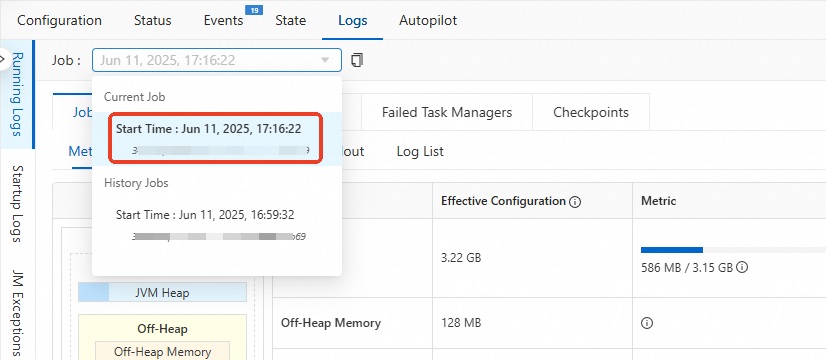 Configuration Status Events 19 State Logs Autopilot
Job : Jun 11, 2025, 17:16:22
Running Logs
Startup Logs
JM Exceptions
Current Job
Start Time : Jun 11, 2025, 17:16:22
History Jobs
Start Time : Jun 11, 2025, 16:59:32
Failed Task Managers Checkpoints
Log List
Effective Configuration Metric
3.22 GB
586 MB / 3.15 GB
JVM Heap
Off-Heap
Off-Heap Memory
Off-Heap Memory 128 MB